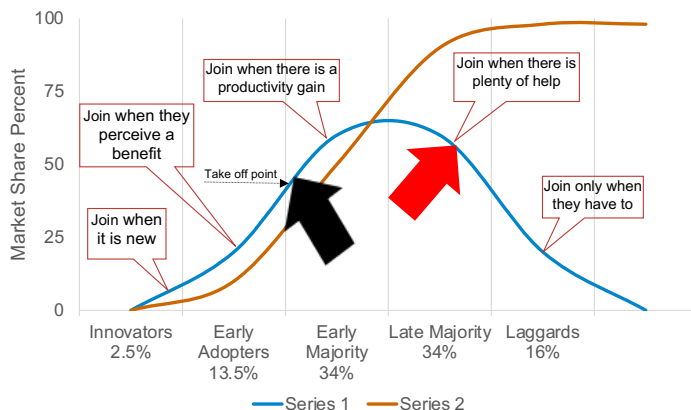 100
75
50
25
0
Market Share Percent
Join when there is a
productivity gain
Join when there is
plenty of help
Join when they
perceive a
benefit
Take off point
Join when
it is new
Join only when
they have to
Innovators
2.5%
Early
Adopters
13.5%
Early
Majority
34%
Late Majority
34%
Laggards
16%
Series 1
Series 2